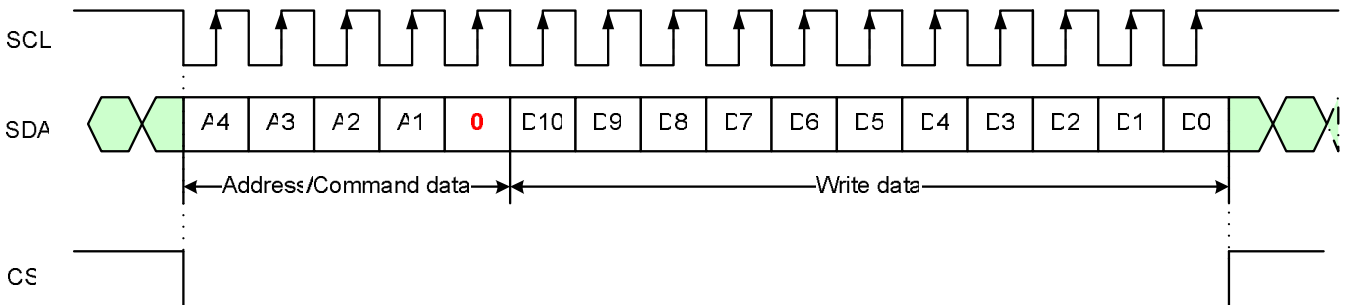 SCL
SDA A4 A3 A2 A1 0 D10 D9 D8 D7 D6 D5 D4 D3 D2 D1 D0
Address/Command data Write data
CS